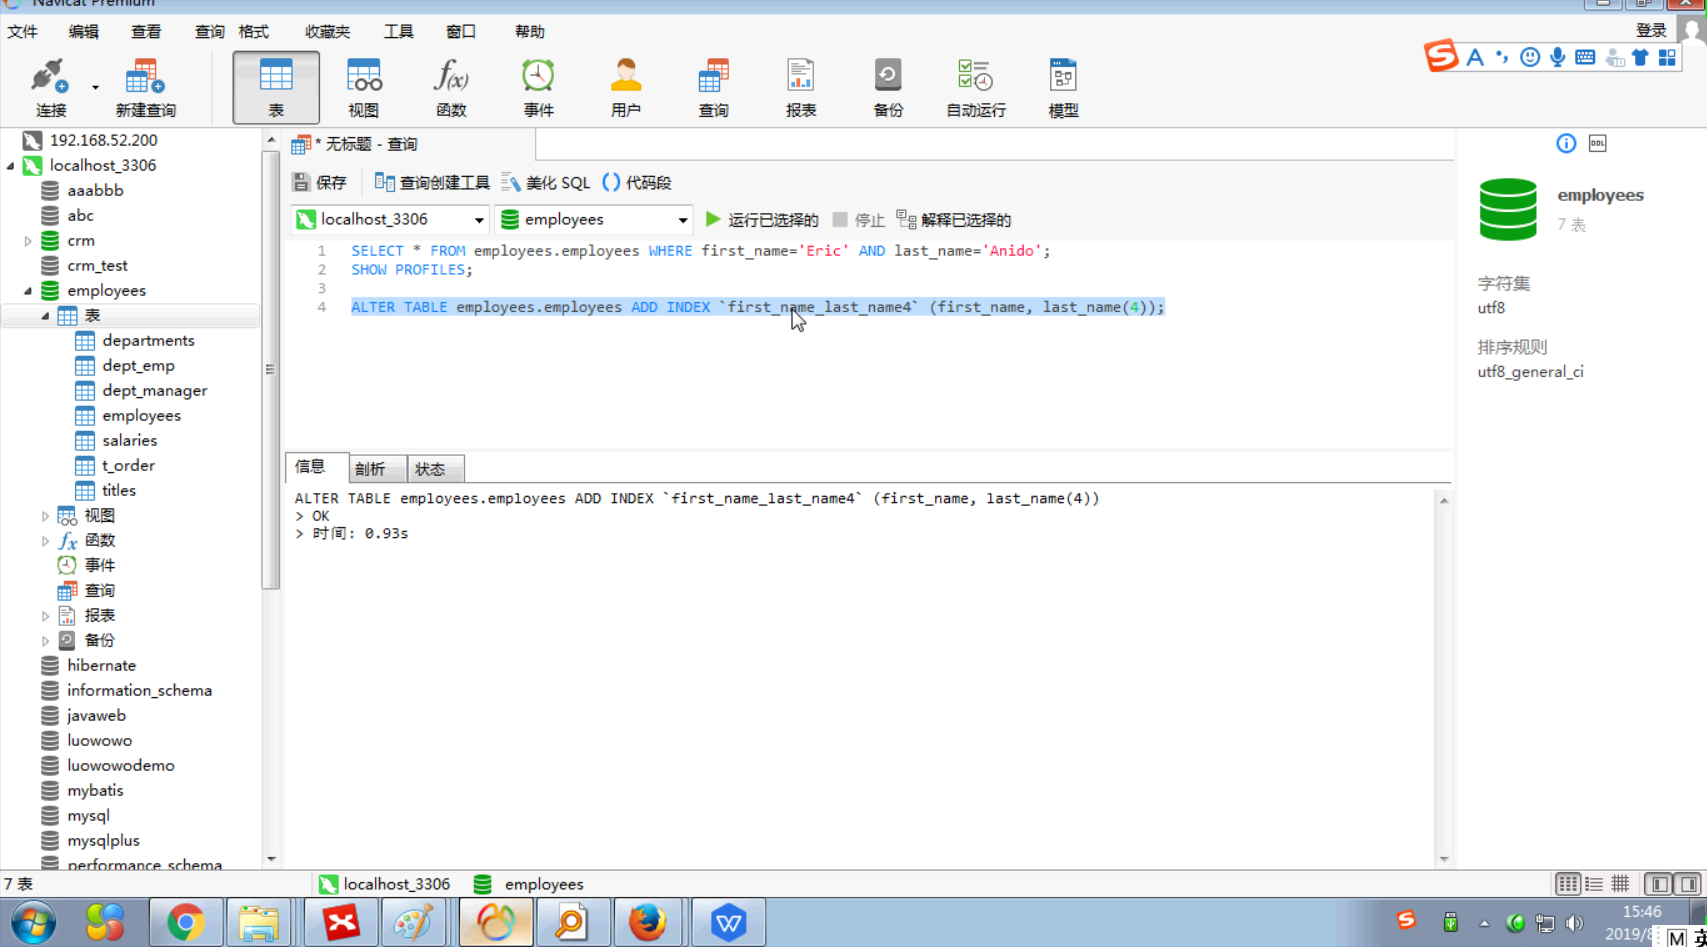 Navicat Premium
文件 编辑 查看 查询 格式 收藏夹 工具 窗口 帮助 登录
连接 新建查询 表 视图 函数 事件 用户 查询 报表 备份 自动运行 模型
192.168.52.200
localhost_3306
aaabbb
abc
crm
crm_test
employees
表
departments
dept_emp
dept_manager
employees
salaries
t_order
titles
视图
函数
事件
查询
报表
备份
hibernate
information_schema
javaweb
luowowo
luowowodemo
mybatis
mysql
mysqlplus
performance_schema
* 无标题 - 查询
保存 查询创建工具 美化 SQL () 代码段
localhost_3306 employees 运行已选择的 停止 解释已选择的
1 SELECT * FROM employees.employees WHERE first_name='Eric' AND last_name='Anido';
2 SHOW PROFILES;
3
4 ALTER TABLE employees.employees ADD INDEX `first_name_last_name4` (first_name, last_name(4));
信息 剖析 状态
ALTER TABLE employees.employees ADD INDEX `first_name_last_name4` (first_name, last_name(4))
> OK
> 时间: 0.93s
DDL
employees
7 表
字符集
utf8
排序规则
utf8_general_ci
7 表 localhost_3306 employees
15:46
2019/8
M 英